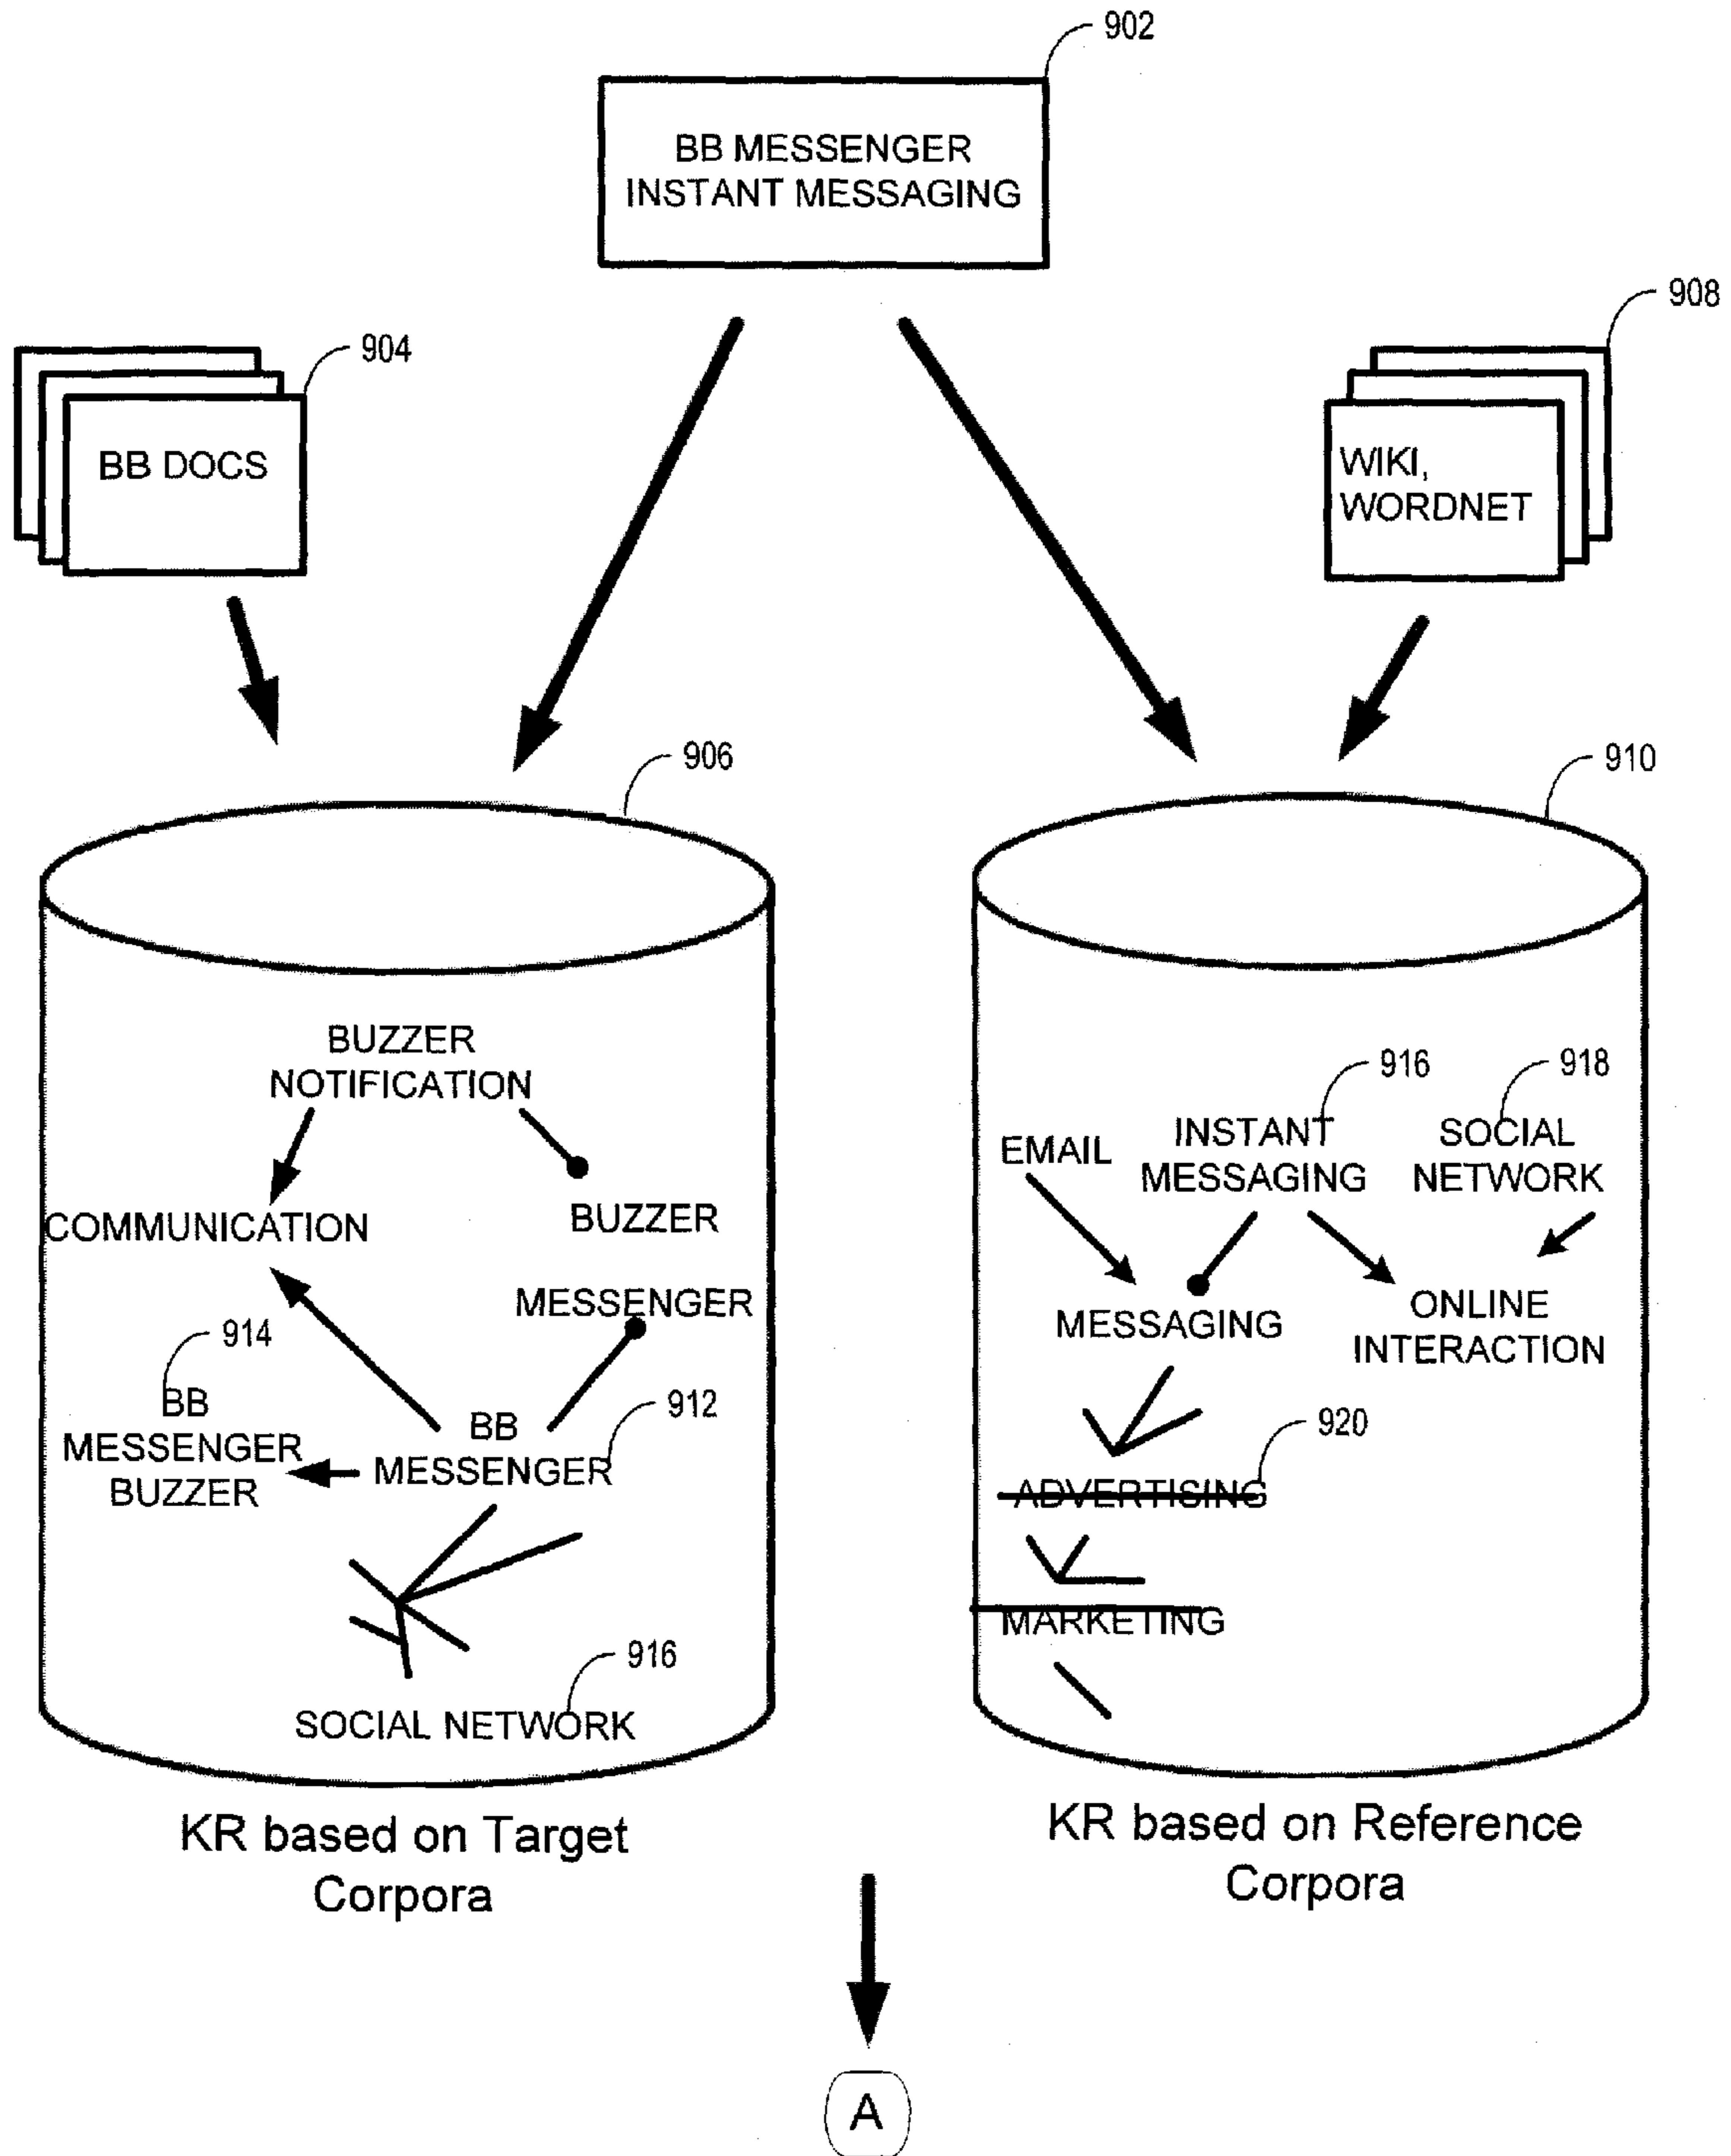 902
BB MESSENGER
INSTANT MESSAGING
908
904
BB DOCS
WIKI,
WORDNET
906
910
BUZZER
NOTIFICATION
COMMUNICATION
BUZZER
MESSENGER
914
BB
MESSENGER
BUZZER
912
BB
MESSENGER
916
SOCIAL NETWORK
916
918
EMAIL
INSTANT
MESSAGING
SOCIAL
NETWORK
MESSAGING
ONLINE
INTERACTION
920
ADVERTISING
MARKETING
KR based on Target
Corpora
KR based on Reference
Corpora
A